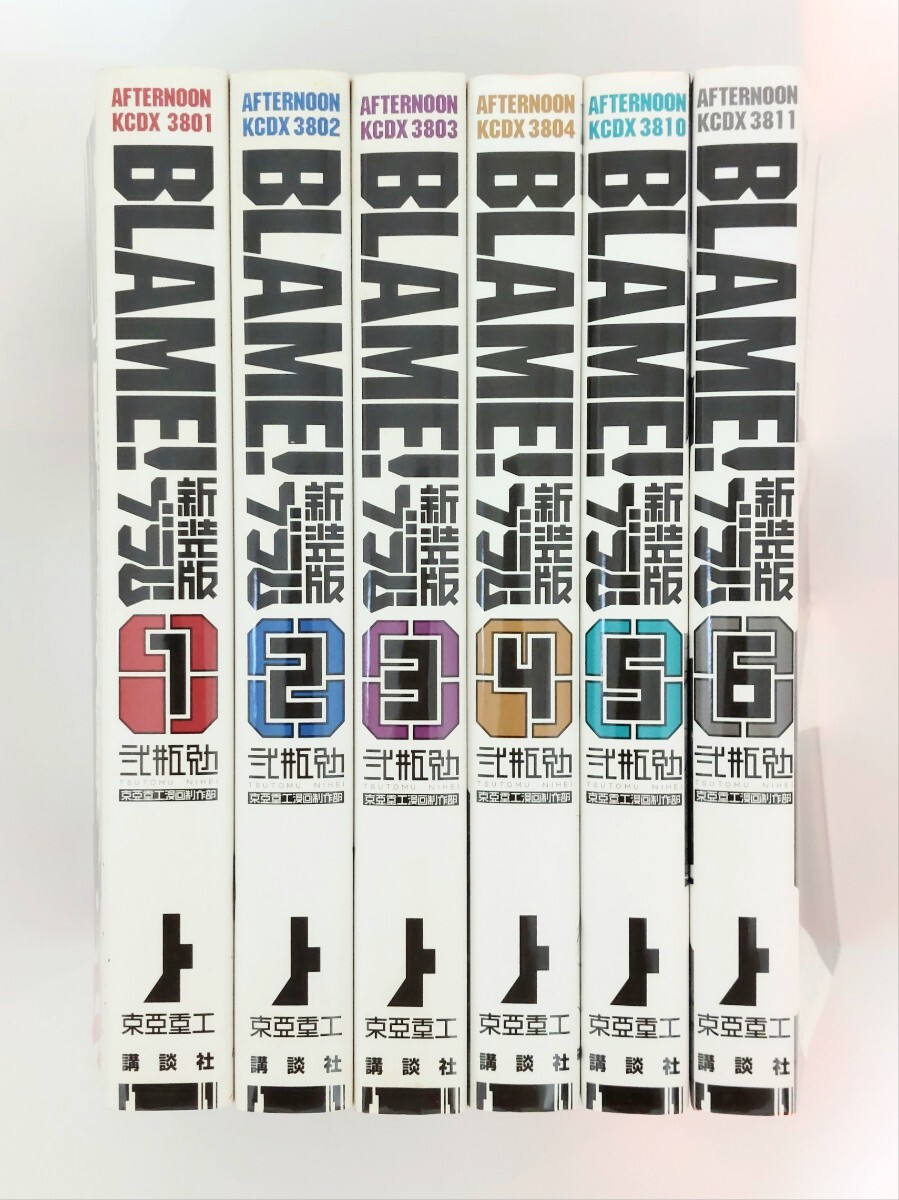 AFTERNOON
KCDX 3801
BLAME!
ブラム
新装版
1
弐瓶勉
TSUTOMU NIHEI
東亜重工漫画制作部
東亜重工
講談社
AFTERNOON
KCDX 3802
BLAME!
ブラム
新装版
2
弐瓶勉
TSUTOMU NIHEI
東亜重工漫画制作部
東亜重工
講談社
AFTERNOON
KCDX 3803
BLAME!
ブラム
新装版
3
弐瓶勉
TSUTOMU NIHEI
東亜重工漫画制作部
東亜重工
講談社
AFTERNOON
KCDX 3804
BLAME!
ブラム
新装版
4
弐瓶勉
TSUTOMU NIHEI
東亜重工漫画制作部
東亜重工
講談社
AFTERNOON
KCDX 3810
BLAME!
ブラム
新装版
5
弐瓶勉
TSUTOMU NIHEI
東亜重工漫画制作部
東亜重工
講談社
AFTERNOON
KCDX 3811
BLAME!
ブラム
新装版
6
弐瓶勉
TSUTOMU NIHEI
東亜重工漫画制作部
東亜重工
講談社